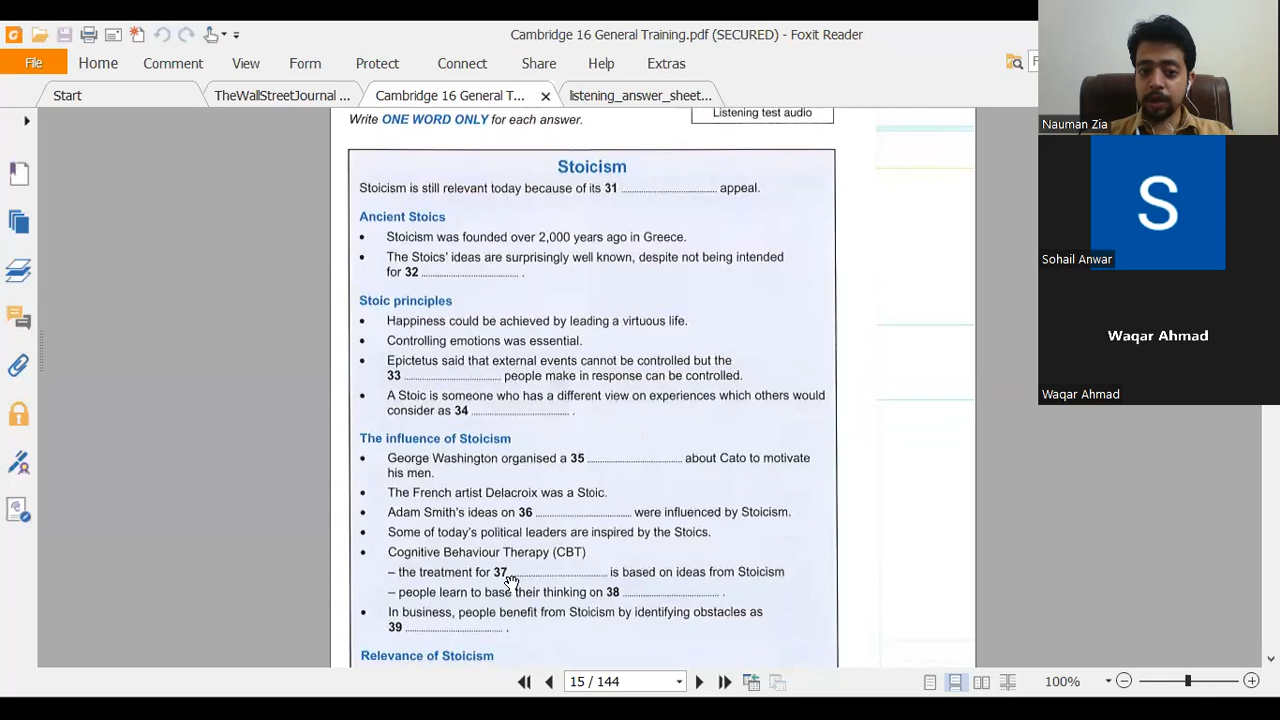 Cambridge 16 General Training.pdf (SECURED) - Foxit Reader
File Home Comment View Form Protect Connect Share Help Extras
Start TheWallStreetJournal ... Cambridge 16 General T... listening_answer_sheet...
Write ONE WORD ONLY for each answer.
Listening test audio
Stoicism
Stoicism is still relevant today because of its 31 .......................... appeal.
Ancient Stoics
• Stoicism was founded over 2,000 years ago in Greece.
• The Stoics' ideas are surprisingly well known, despite not being intended
for 32 .......................... .
Stoic principles
• Happiness could be achieved by leading a virtuous life.
• Controlling emotions was essential.
• Epictetus said that external events cannot be controlled but the
33 .......................... people make in response can be controlled.
• A Stoic is someone who has a different view on experiences which others would
consider as 34 .......................... .
The influence of Stoicism
• George Washington organised a 35 .......................... about Cato to motivate
his men.
• The French artist Delacroix was a Stoic.
• Adam Smith's ideas on 36 .......................... were influenced by Stoicism.
• Some of today's political leaders are inspired by the Stoics.
• Cognitive Behaviour Therapy (CBT)
– the treatment for 37 .......................... is based on ideas from Stoicism
– people learn to base their thinking on 38 .......................... .
• In business, people benefit from Stoicism by identifying obstacles as
39 .......................... .
Relevance of Stoicism
15 / 144
100%
Nauman Zia
S
Sohail Anwar
Waqar Ahmad
Waqar Ahmad